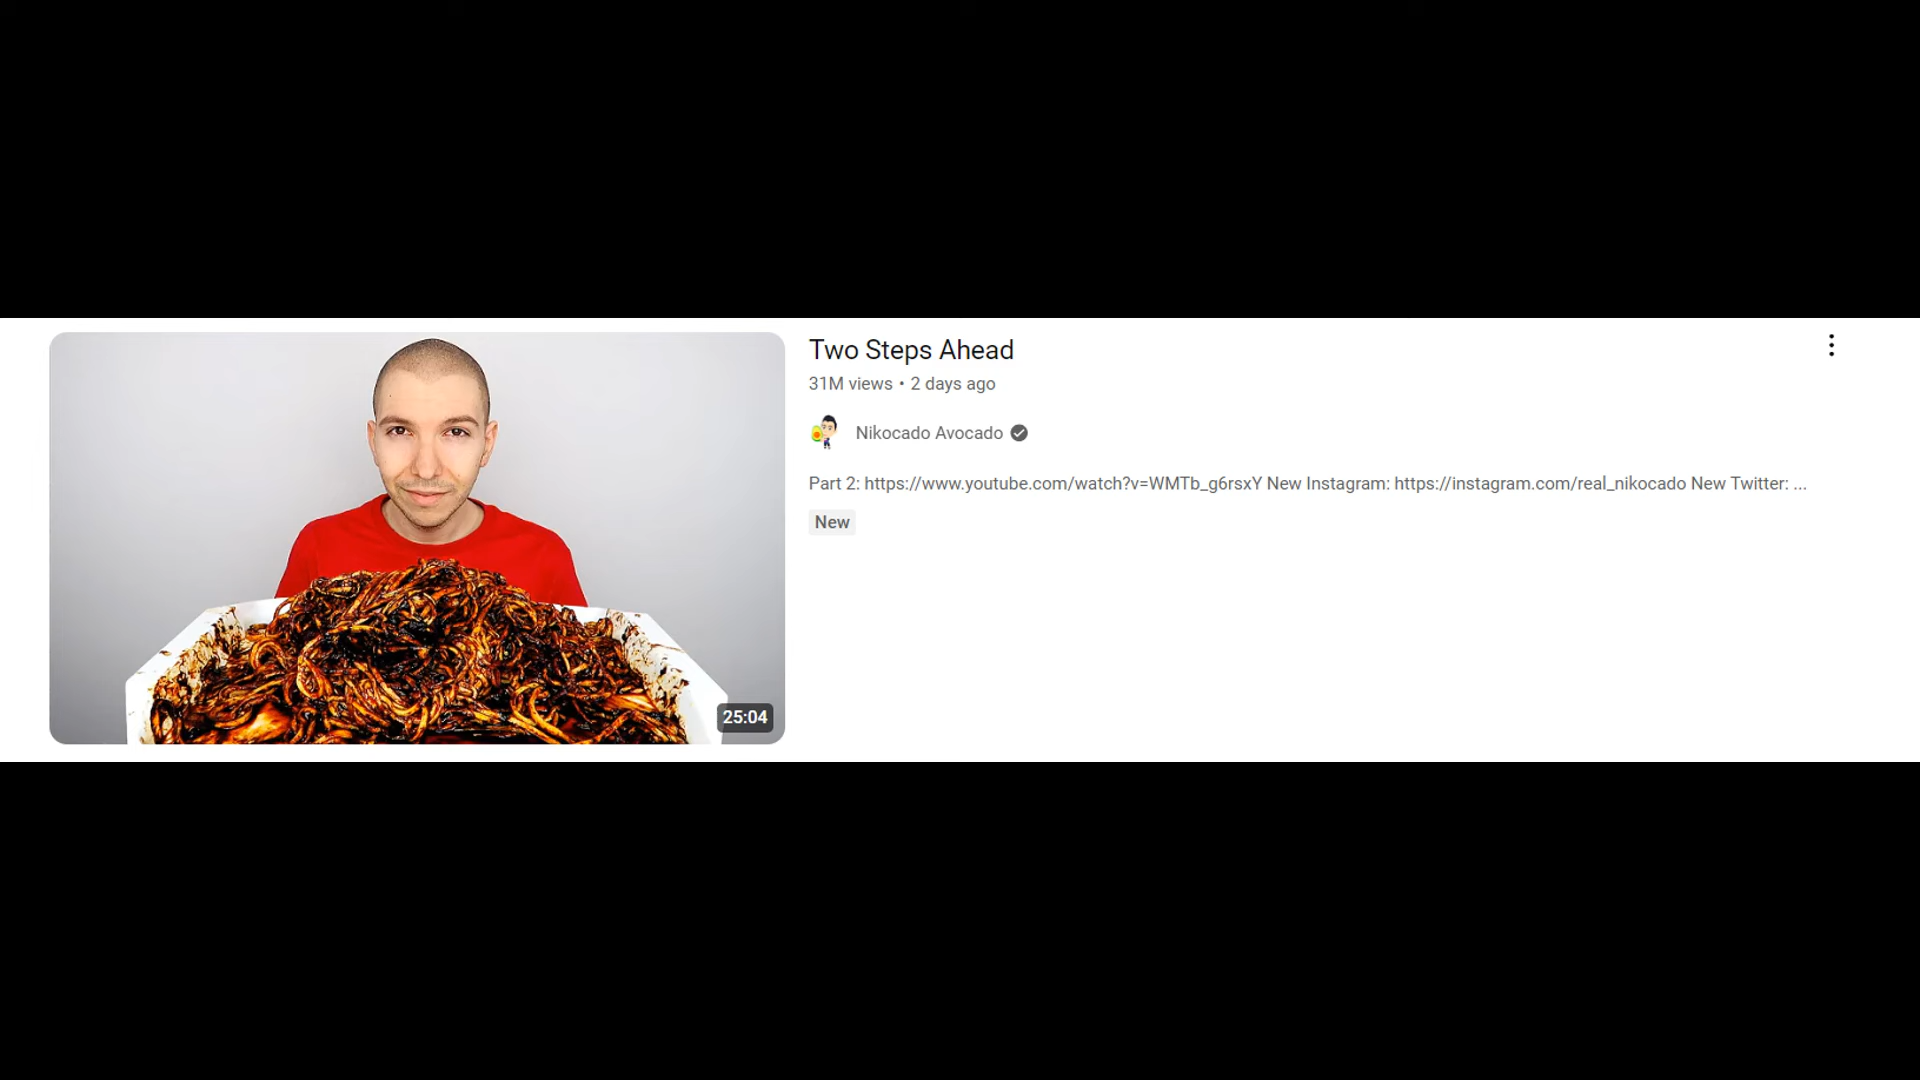 Two Steps Ahead
31M views • 2 days ago
Nikocado Avocado
Part 2: https://www.youtube.com/watch?v=WMTb_g6rsxY New Instagram: https://instagram.com/real_nikocado New Twitter: ...
New
25:04